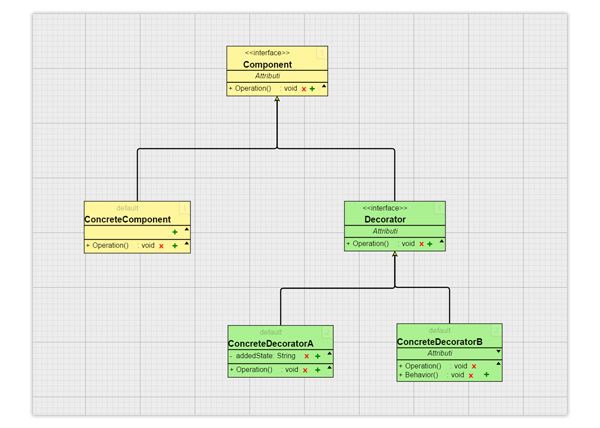 <<interface>>
Component
Attributi
+ Operation() : void x +
default
ConcreteComponent
+
+ Operation() : void x +
<<interface>>
Decorator
Attributi
+ Operation() : void x +
default
ConcreteDecoratorA
- addedState: String x +
+ Operation() : void x +
default
ConcreteDecoratorB
Attributi
+ Operation() : void x
+ Behavior() : void x +